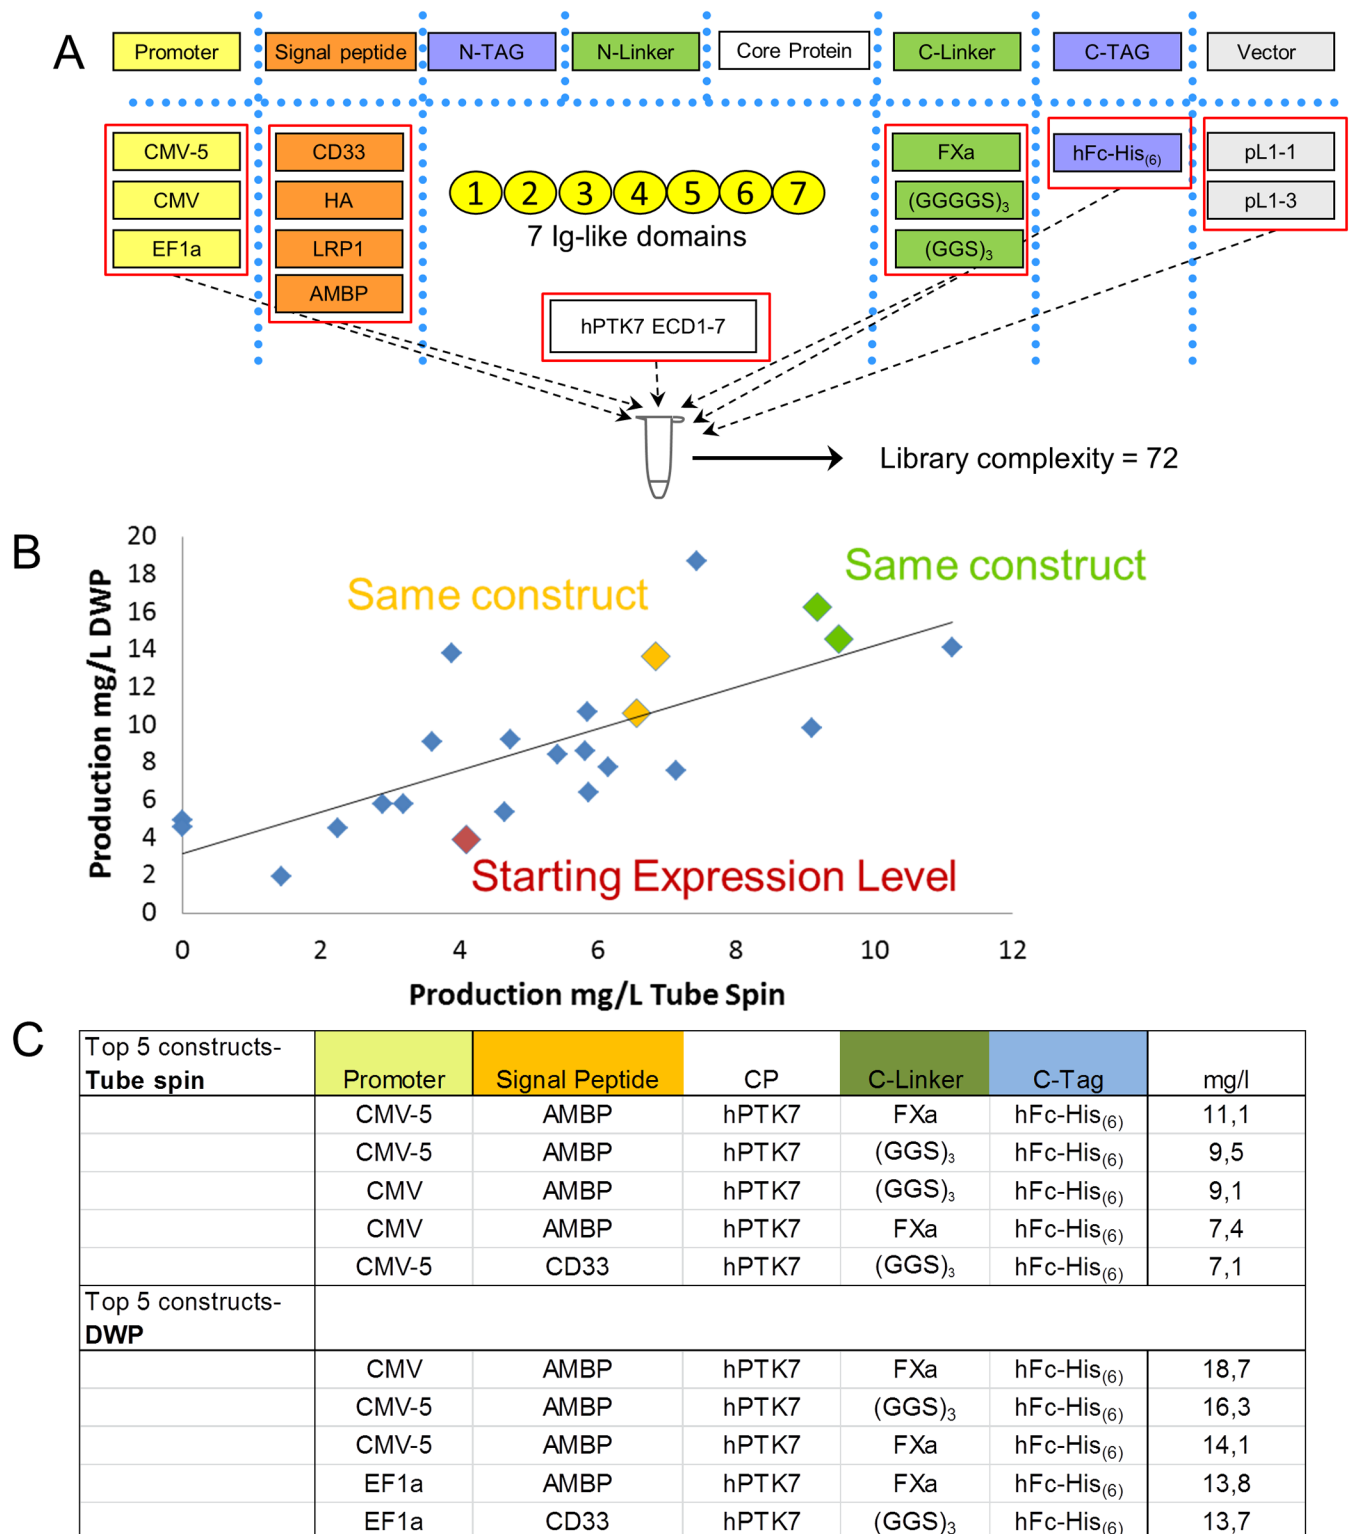 A
Promoter Signal peptide N-TAG N-Linker Core Protein C-Linker C-TAG Vector
CMV-5 CD33 FXa hFc-His(6) pL1-1
CMV HA 1 2 3 4 5 6 7 (GGGGS)3 pL1-3
7 Ig-like domains
EF1a LRP1 (GGS)3
AMBP
hPTK7 ECD1-7
Library complexity = 72
B
Production mg/L DWP
20
18
16
14
12
10
8
6
4
2
0
Same construct
Same construct
Starting Expression Level
0 2 4 6 8 10 12
Production mg/L Tube Spin
C
Top 5 constructs-
Tube spin Promoter Signal Peptide CP C-Linker C-Tag mg/l
CMV-5 AMBP hPTK7 FXa hFc-His(6) 11,1
CMV-5 AMBP hPTK7 (GGS)3 hFc-His(6) 9,5
CMV AMBP hPTK7 (GGS)3 hFc-His(6) 9,1
CMV AMBP hPTK7 FXa hFc-His(6) 7,4
CMV-5 CD33 hPTK7 (GGS)3 hFc-His(6) 7,1
Top 5 constructs-
DWP
CMV AMBP hPTK7 FXa hFc-His(6) 18,7
CMV-5 AMBP hPTK7 (GGS)3 hFc-His(6) 16,3
CMV-5 AMBP hPTK7 FXa hFc-His(6) 14,1
EF1a AMBP hPTK7 FXa hFc-His(6) 13,8
EF1a CD33 hPTK7 (GGS)3 hFc-His(6) 13,7